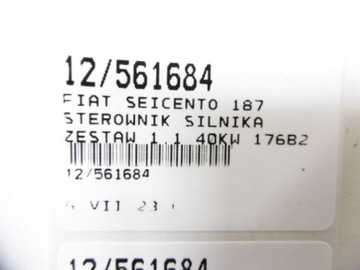 12/561684
FIAT SEICENTO 187
STEROWNIK SILNIKA
ZESTAW 1.1 40KW 176B2
12/561684
VII 23
12/561684